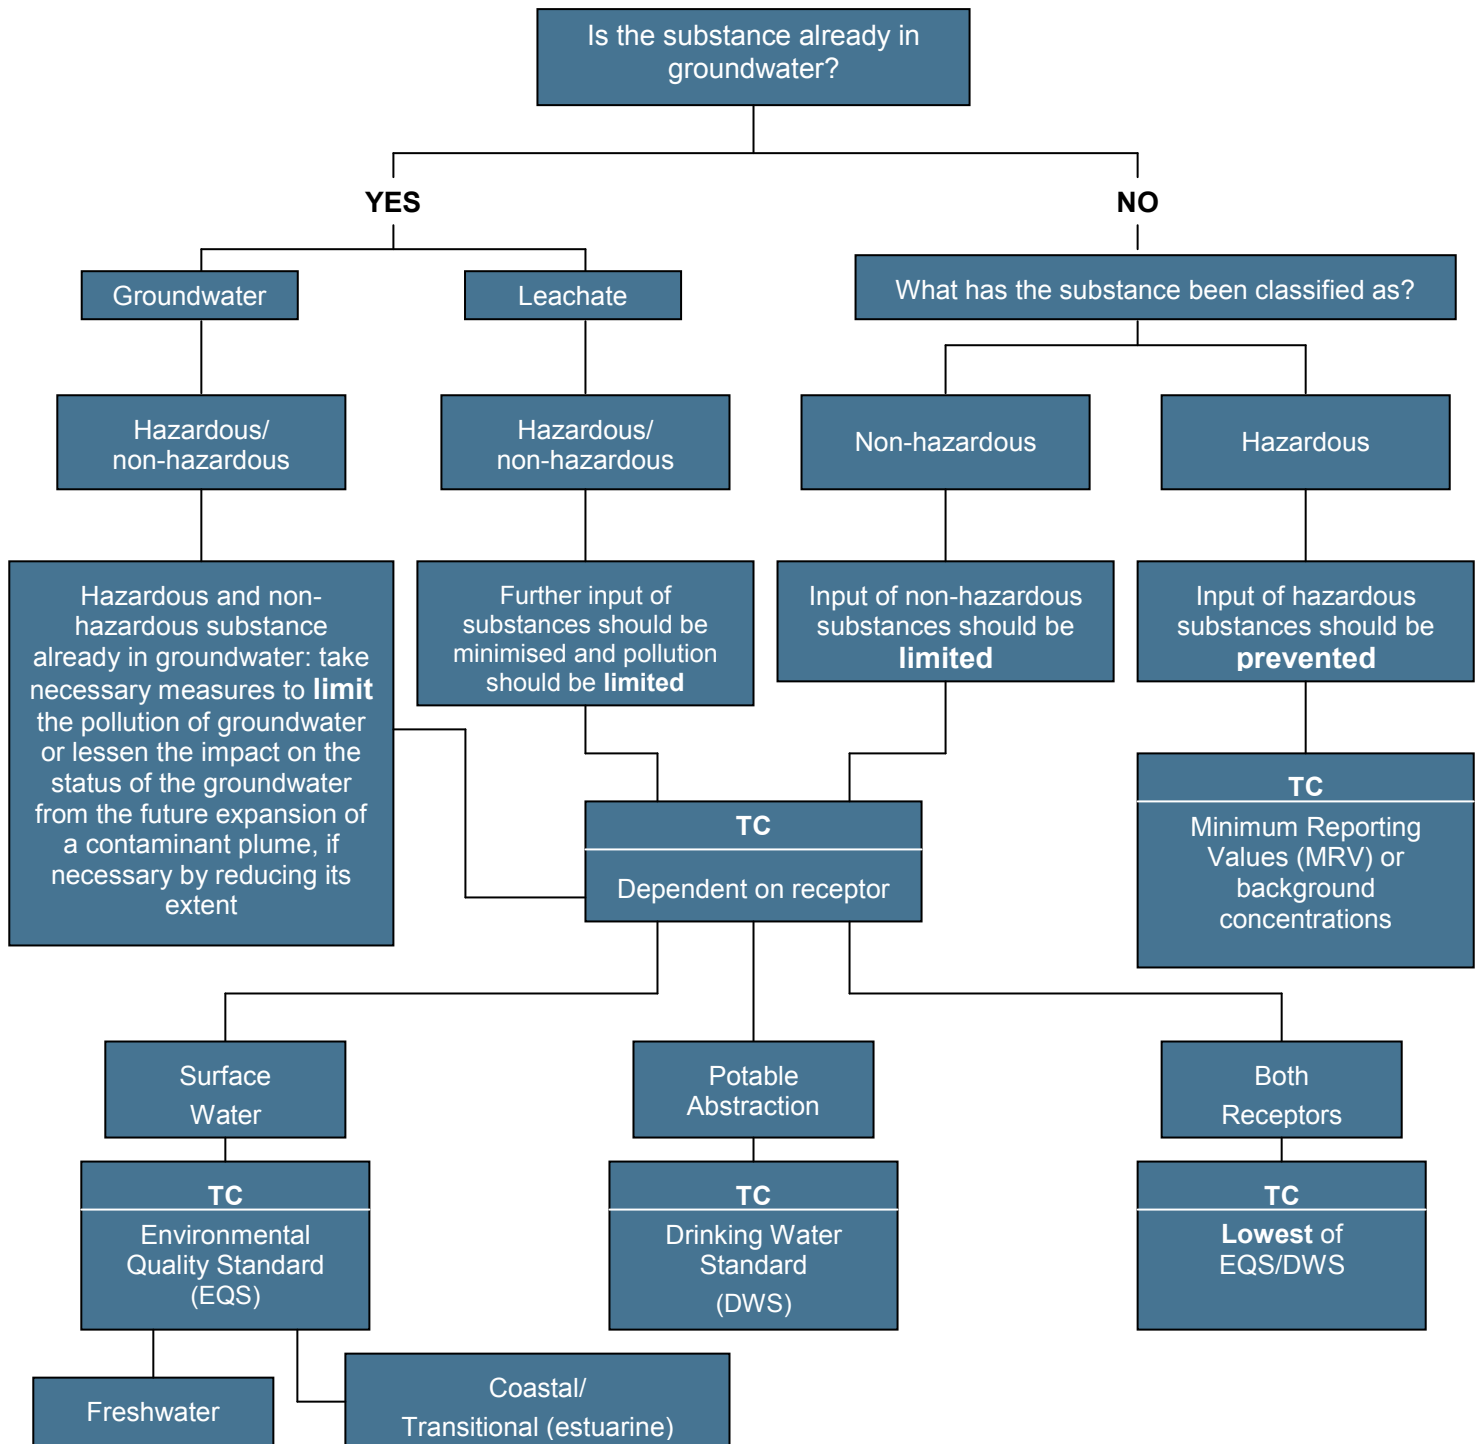 Is the substance already in
groundwater?
YES
NO
Groundwater
Leachate
What has the substance been classified as?
Hazardous/
non-hazardous
Hazardous/
non-hazardous
Non-hazardous
Hazardous
Hazardous and non-
hazardous substance
already in groundwater: take
necessary measures to limit
the pollution of groundwater
or lessen the impact on the
status of the groundwater
from the future expansion of
a contaminant plume, if
necessary by reducing its
extent
Further input of
substances should be
minimised and pollution
should be limited
Input of non-hazardous
substances should be
limited
Input of hazardous
substances should be
prevented
TC
Minimum Reporting
Values (MRV) or
background
concentrations
TC
Dependent on receptor
Surface
Water
Potable
Abstraction
Both
Receptors
TC
Environmental
Quality Standard
(EQS)
TC
Drinking Water
Standard
(DWS)
TC
Lowest of
EQS/DWS
Freshwater
Coastal/
Transitional (estuarine)